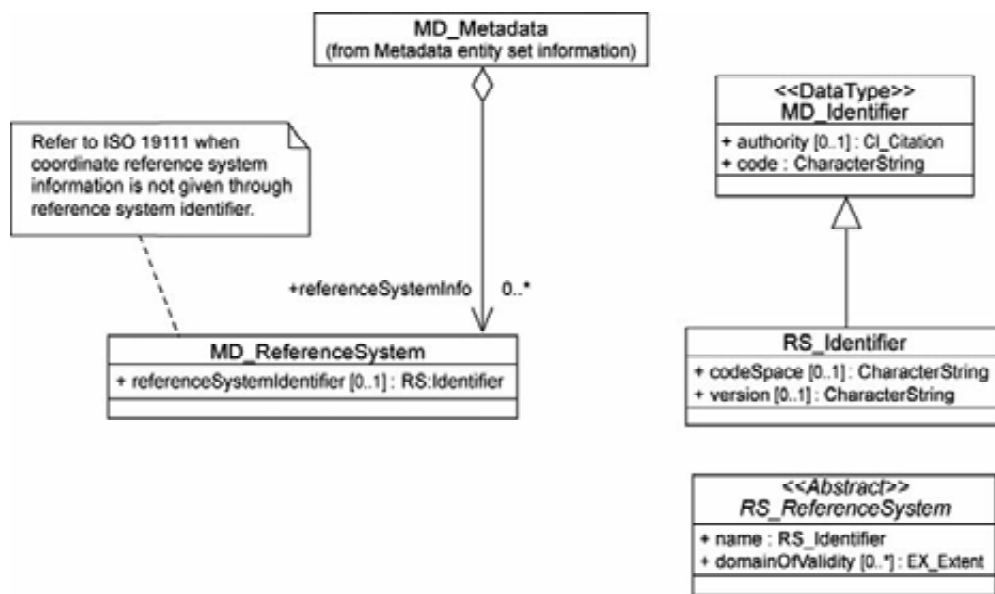 MD_Metadata
(from Metadata entity set information)
Refer to ISO 19111 when
coordinate reference system
information is not given through
reference system identifier.
+referenceSystemInfo 0..*
MD_ReferenceSystem
+ referenceSystemIdentifier [0..1] : RS:Identifier
<<DataType>>
MD_Identifier
+ authority [0..1] : CI_Citation
+ code : CharacterString
RS_Identifier
+ codeSpace [0..1] : CharacterString
+ version [0..1] : CharacterString
<<Abstract>>
RS_ReferenceSystem
+ name : RS_Identifier
+ domainOfValidity [0..*] : EX_Extent